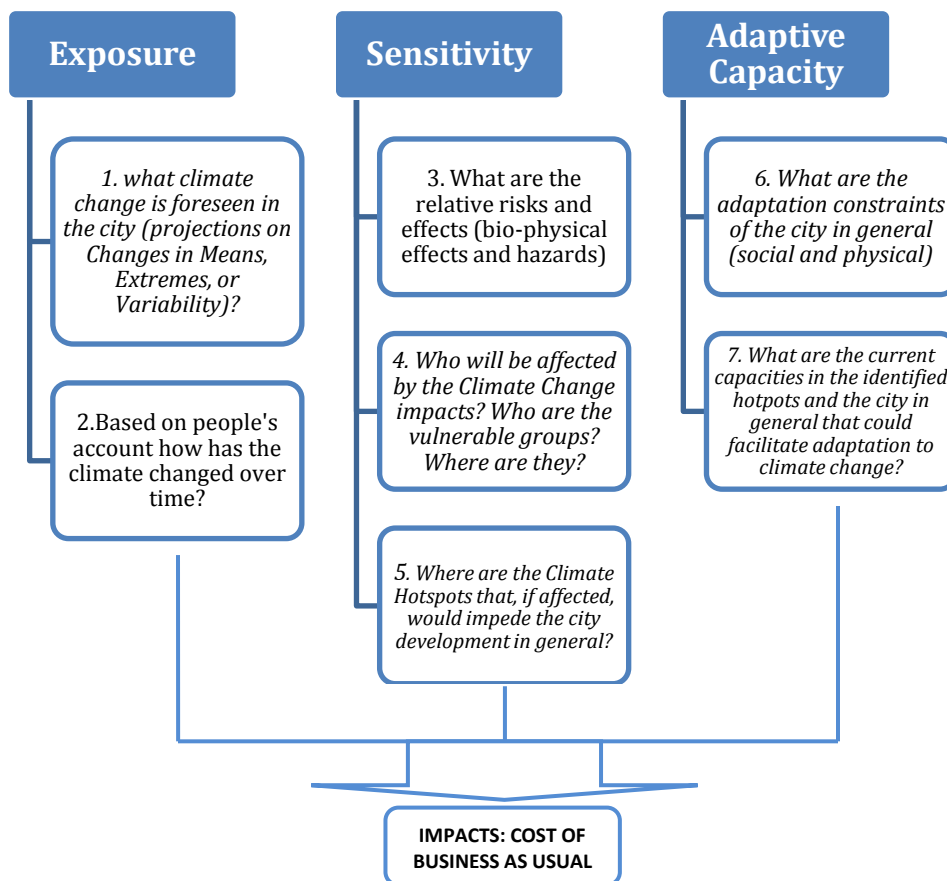 Exposure
1. what climate
change is foreseen in
the city (projections on
Changes in Means,
Extremes, or
Variability)?
2.Based on people's
account how has the
climate changed over
time?
Sensitivity
3. What are the
relative risks and
effects (bio-physical
effects and hazards)
4. Who will be affected
by the Climate Change
impacts? Who are the
vulnerable groups?
Where are they?
5. Where are the Climate
Hotspots that, if affected,
would impede the city
development in general?
Adaptive
Capacity
6. What are the
adaptation constraints
of the city in general
(social and physical)
7. What are the current
capacities in the identified
hotpots and the city in
general that could
facilitate adaptation to
climate change?
IMPACTS: COST OF
BUSINESS AS USUAL